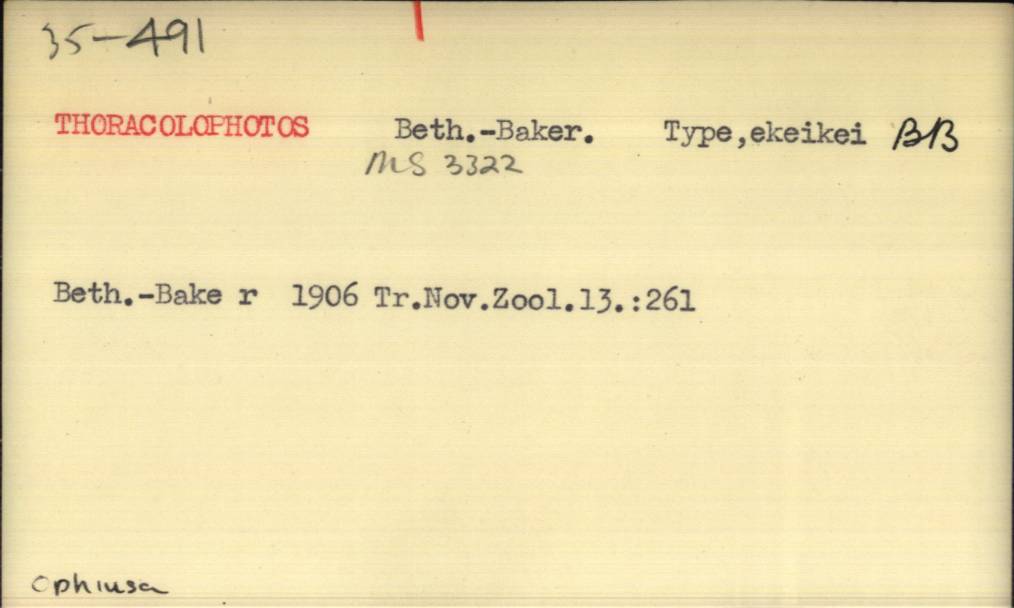 35-491
THORACOLOPHOTOS Beth.-Baker. Type,ekeikei BB
MS 3322
Beth.-Bake r 1906 Tr.Nov.Zool.13.:261
Ophiusa